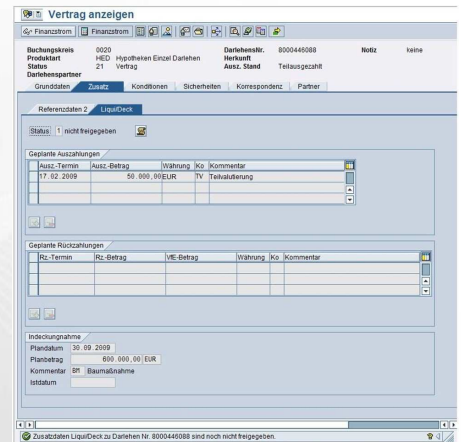 Vertrag anzeigen
Finanzstrom Finanzstrom
Buchungskreis 0020 DarlehensNr. 8000446088 Notiz keine
Produktart HED Hypotheken Einzel Darlehen Herkunft
Status 21 Vertrag Ausz. Stand Teilausgezahlt
Darlehenspartner
Grunddaten Zusatz Konditionen Sicherheiten Korrespondenz Partner
Referenzdaten 2 Liqui/Deck
Status 1 nicht freigegeben
Geplante Auszahlungen
Ausz.-Termin Ausz.-Betrag Währung Ko Kommentar
17.02.2009 50.000,00 EUR TV Teilvalutierung
Geplante Rückzahlungen
Rz.-Termin Rz.-Betrag VfE-Betrag Währung Ko Kommentar
Indeckungnahme
Plandatum 30.09.2009
Planbetrag 600.000,00 EUR
Kommentar BM Baumaßnahme
Istdatum
Zusatzdaten Liqui/Deck zu Darlehen Nr. 8000446088 sind noch nicht freigegeben.